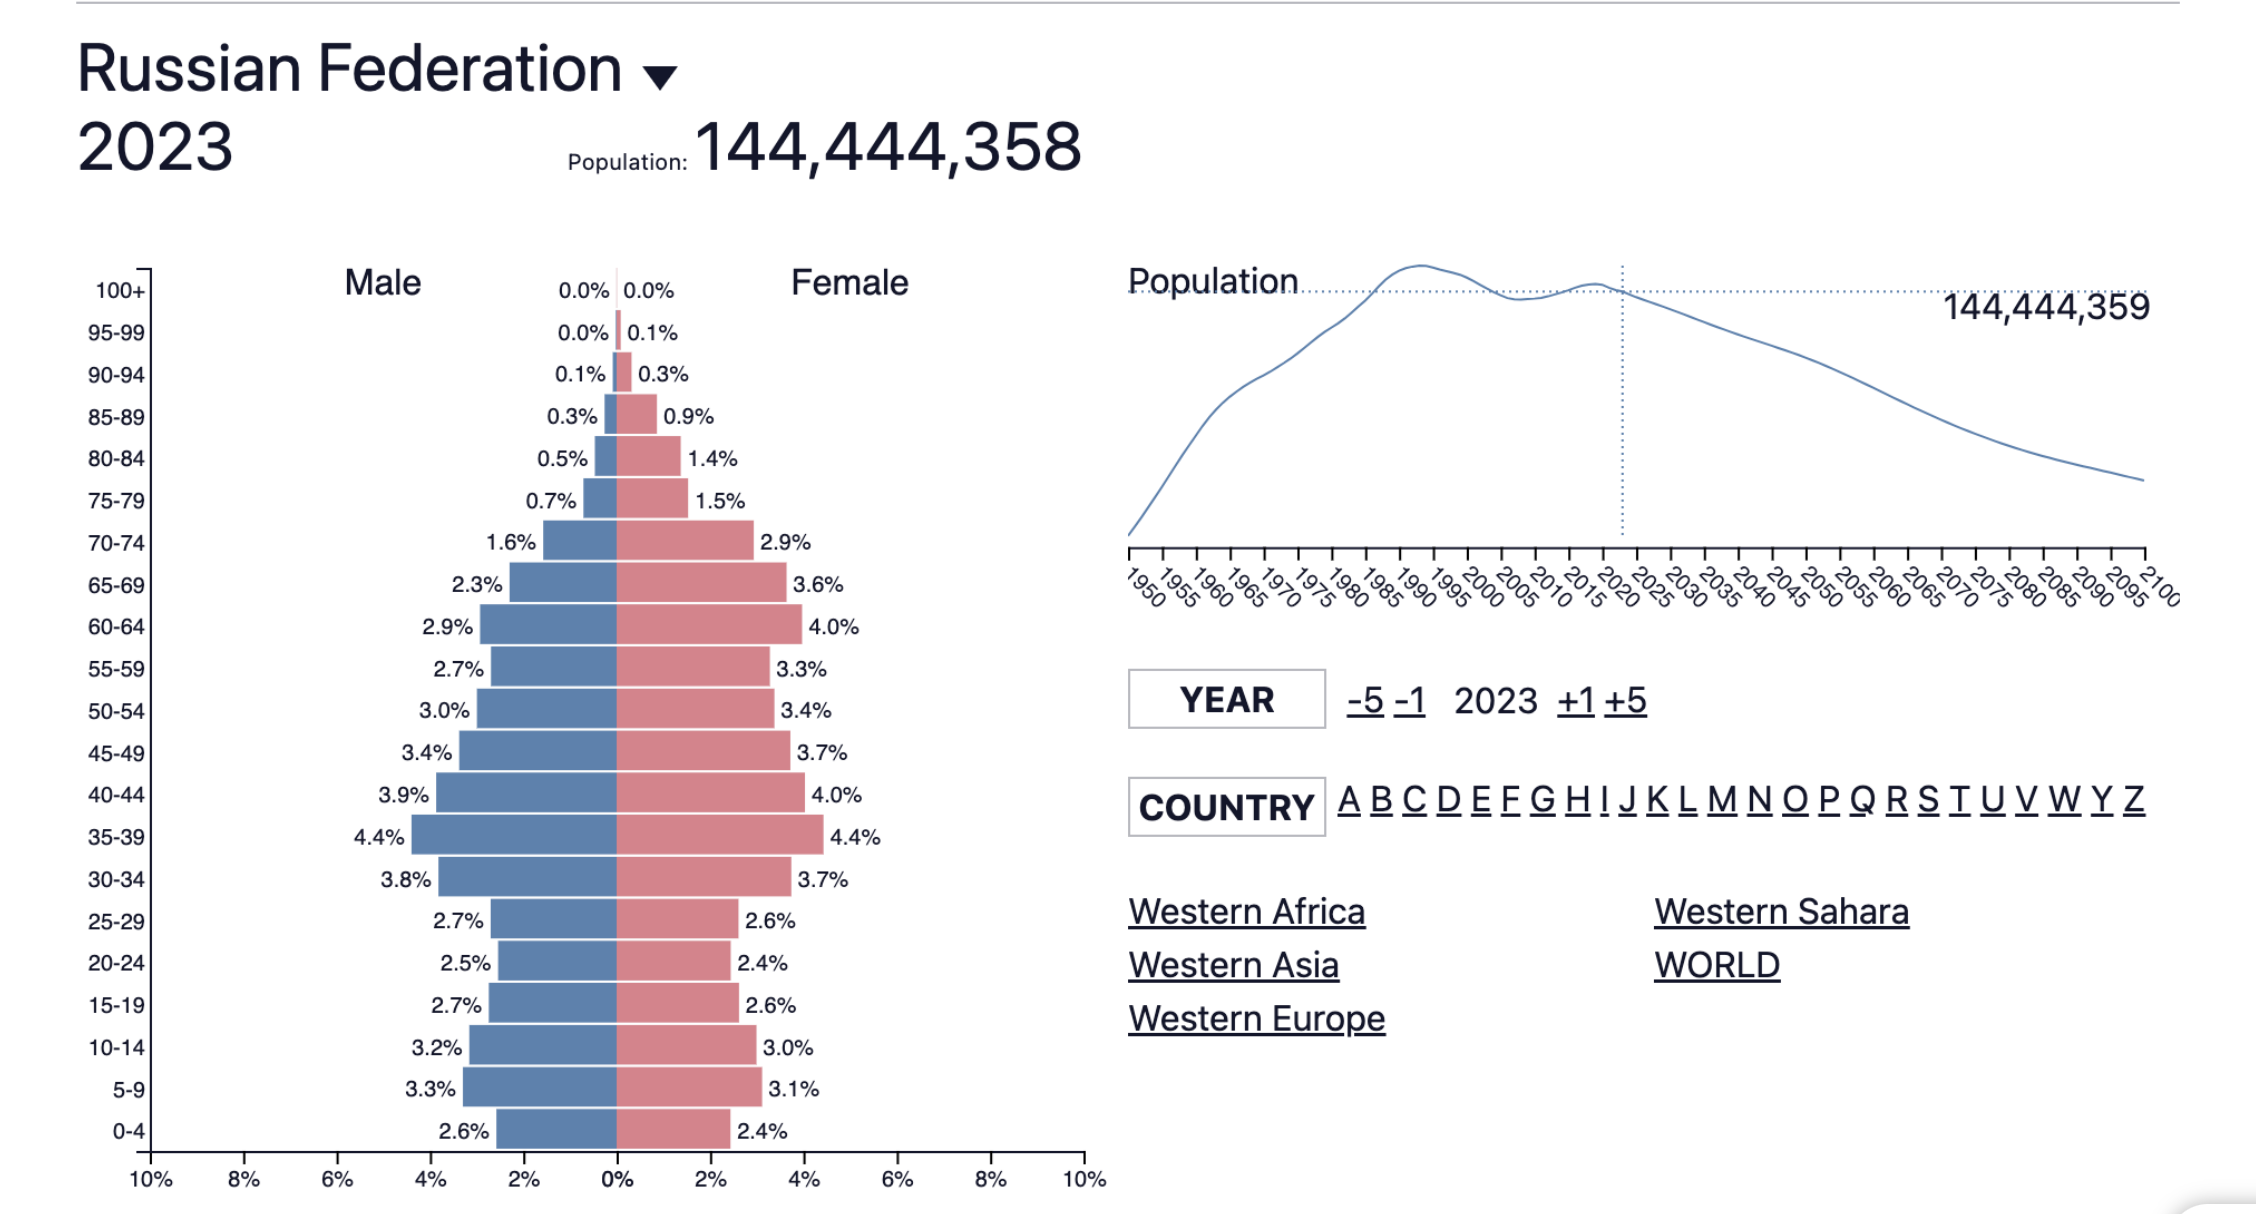 Russian Federation ▼
2023
Population: 144,444,358
Male Female
100+ 0.0% 0.0%
95-99 0.0% 0.1%
90-94 0.1% 0.3%
85-89 0.3% 0.9%
80-84 0.5% 1.4%
75-79 0.7% 1.5%
70-74 1.6% 2.9%
65-69 2.3% 3.6%
60-64 2.9% 4.0%
55-59 2.7% 3.3%
50-54 3.0% 3.4%
45-49 3.4% 3.7%
40-44 3.9% 4.0%
35-39 4.4% 4.4%
30-34 3.8% 3.7%
25-29 2.7% 2.6%
20-24 2.5% 2.4%
15-19 2.7% 2.6%
10-14 3.2% 3.0%
5-9 3.3% 3.1%
0-4 2.6% 2.4%
10% 8% 6% 4% 2% 0% 2% 4% 6% 8% 10%
Population
144,444,359
1950 1955 1960 1965 1970 1975 1980 1985 1990 1995 2000 2005 2010 2015 2020 2025 2030 2035 2040 2045 2050 2055 2060 2065 2070 2075 2080 2085 2090 2095 2100
YEAR -5 -1 2023 +1 +5
COUNTRY A B C D E F G H I J K L M N O P Q R S T U V W Y Z
Western Africa Western Sahara
Western Asia WORLD
Western Europe